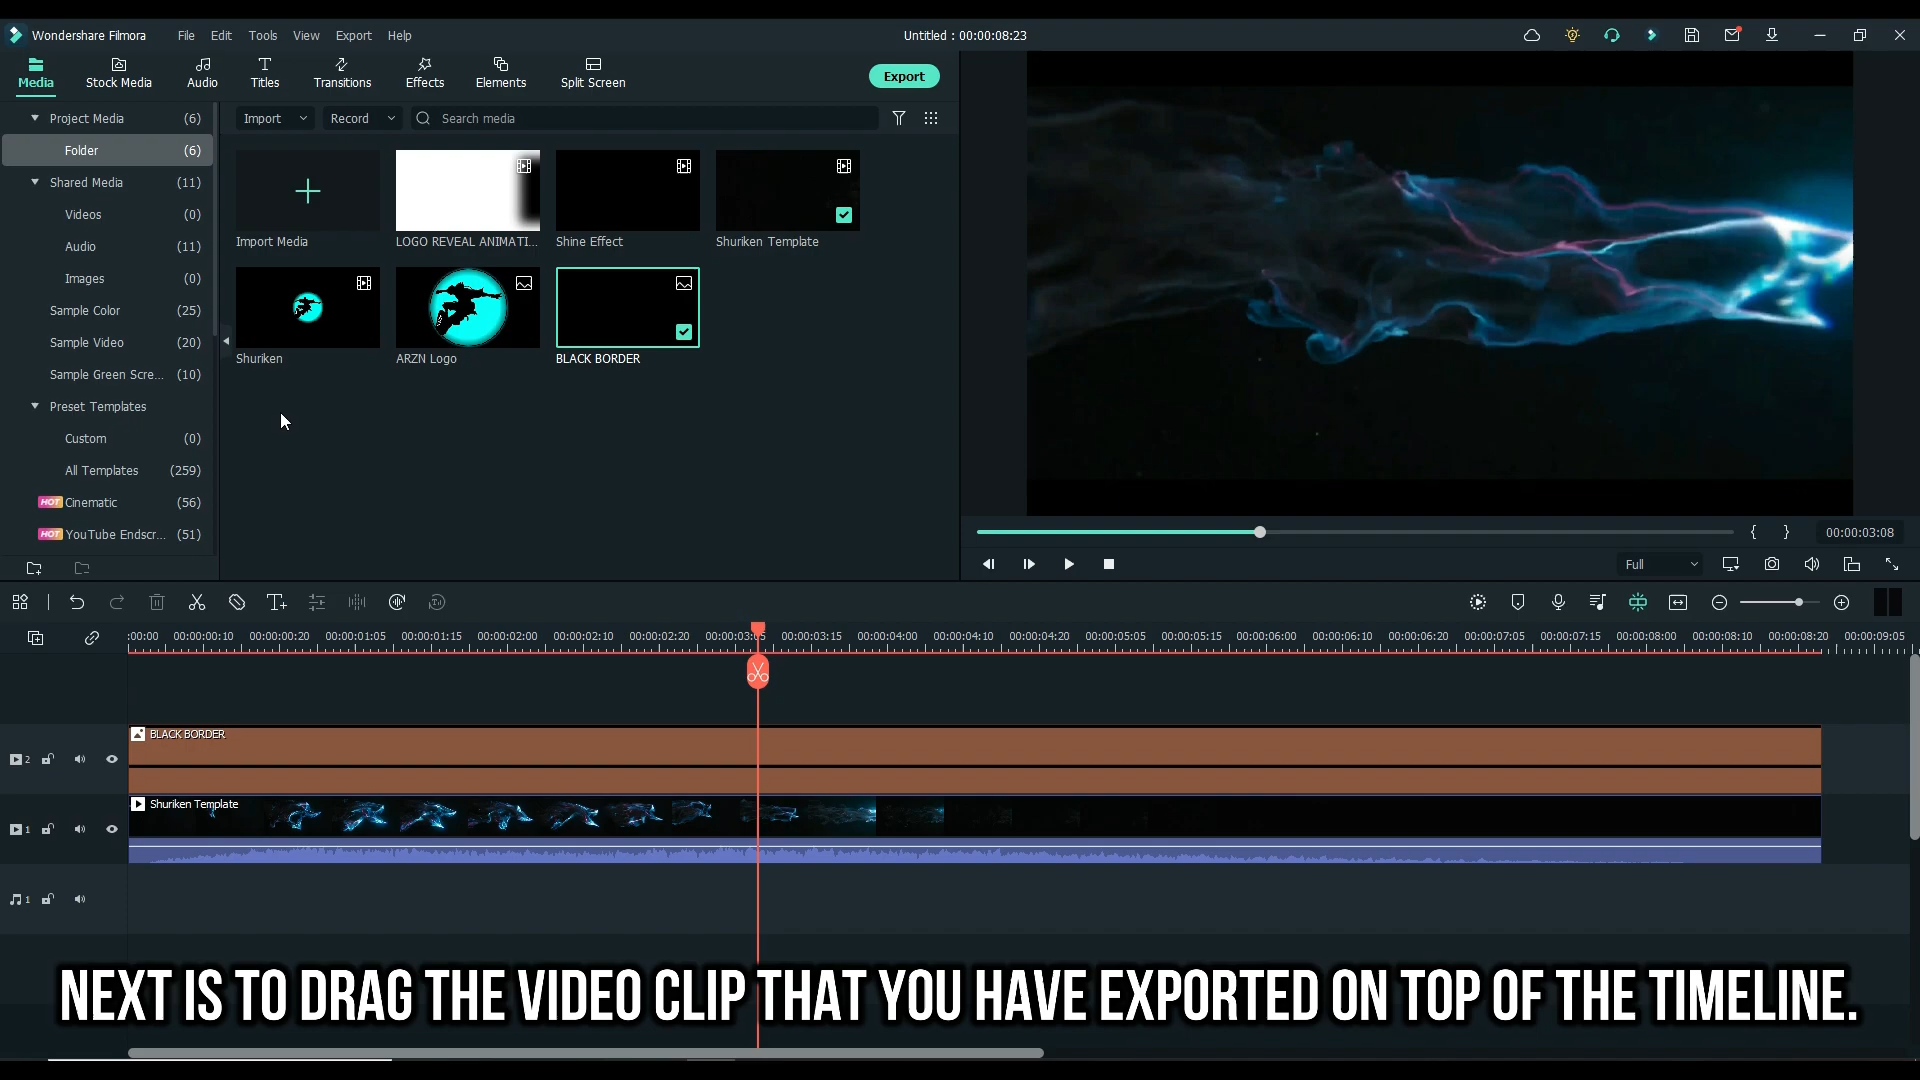 Wondershare Filmora File Edit Tools View Export Help Untitled : 00:00:08:23
Media Stock Media Audio Titles Transitions Effects Elements Split Screen Export
Project Media (6)
Folder (6)
Shared Media (11)
Videos (0)
Audio (11)
Images (0)
Sample Color (25)
Sample Video (20)
Sample Green Scre... (10)
Preset Templates
Custom (0)
All Templates (259)
HOT Cinematic (56)
HOT YouTube Endscr... (51)
Import Record Search media
Import Media LOGO REVEAL ANIMATI... Shine Effect Shuriken Template
Shuriken ARZN Logo BLACK BORDER
{ } 00:00:03:08
Full
:00:00 00:00:00:10 00:00:00:20 00:00:01:05 00:00:01:15 00:00:02:00 00:00:02:10 00:00:02:20 00:00:03:05 00:00:03:15 00:00:04:00 00:00:04:10 00:00:04:20 00:00:05:05 00:00:05:15 00:00:06:00 00:00:06:10 00:00:06:20 00:00:07:05 00:00:07:15 00:00:08:00 00:00:08:10 00:00:08:20 00:00:09:05
BLACK BORDER
2
Shuriken Template
1
1
NEXT IS TO DRAG THE VIDEO CLIP THAT YOU HAVE EXPORTED ON TOP OF THE TIMELINE.